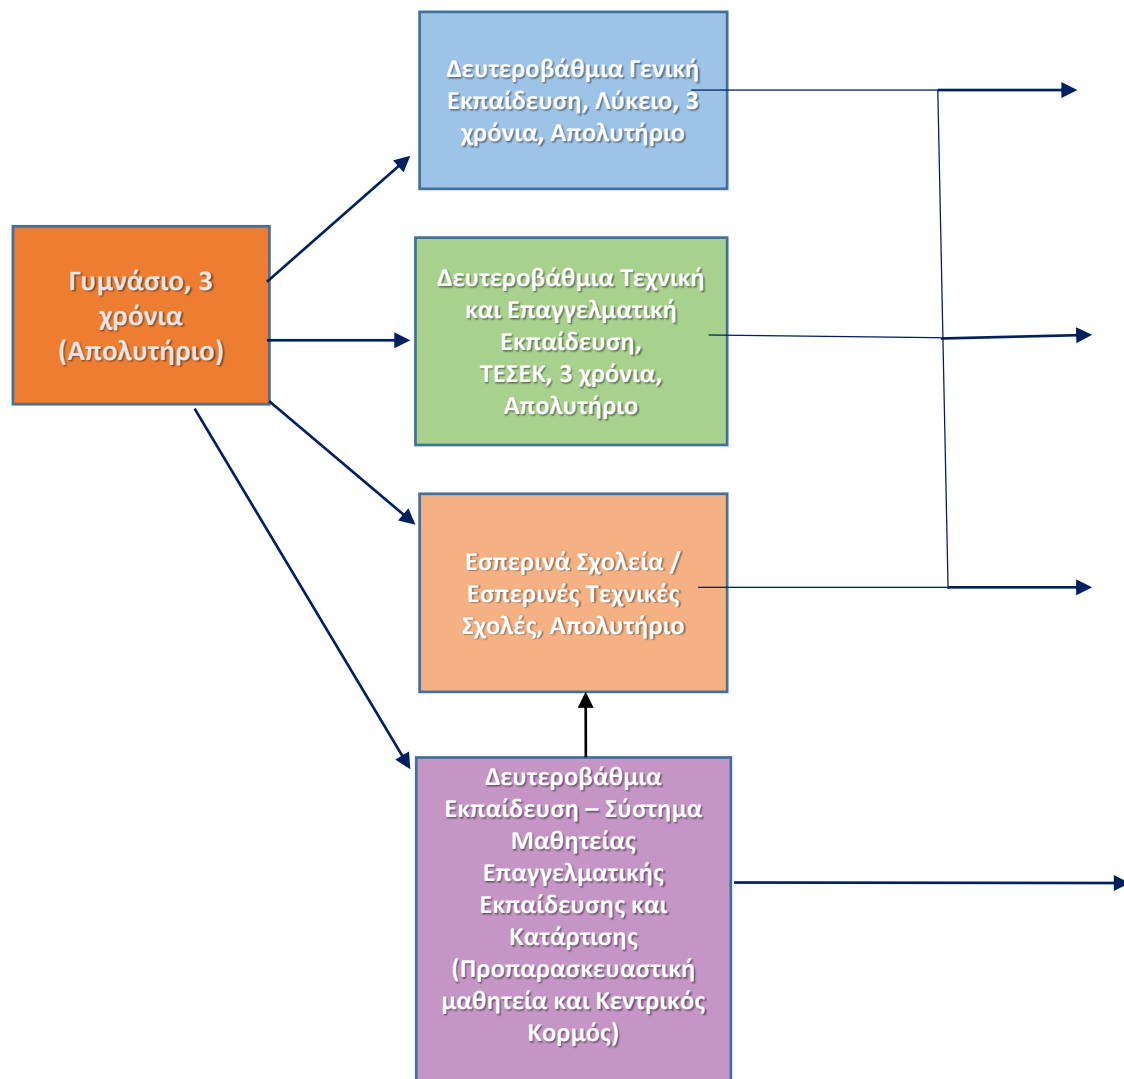 Γυμνάσιο, 3
χρόνια
(Απολυτήριο)
Δευτεροβάθμια Γενική
Εκπαίδευση, Λύκειο, 3
χρόνια, Απολυτήριο
Δευτεροβάθμια Τεχνική
και Επαγγελματική
Εκπαίδευση,
ΤΕΣΕΚ, 3 χρόνια,
Απολυτήριο
Εσπερινά Σχολεία /
Εσπερινές Τεχνικές
Σχολές, Απολυτήριο
Δευτεροβάθμια
Εκπαίδευση – Σύστημα
Μαθητείας
Επαγγελματικής
Εκπαίδευσης και
Κατάρτισης
(Προπαρασκευαστική
μαθητεία και Κεντρικός
Κορμός)